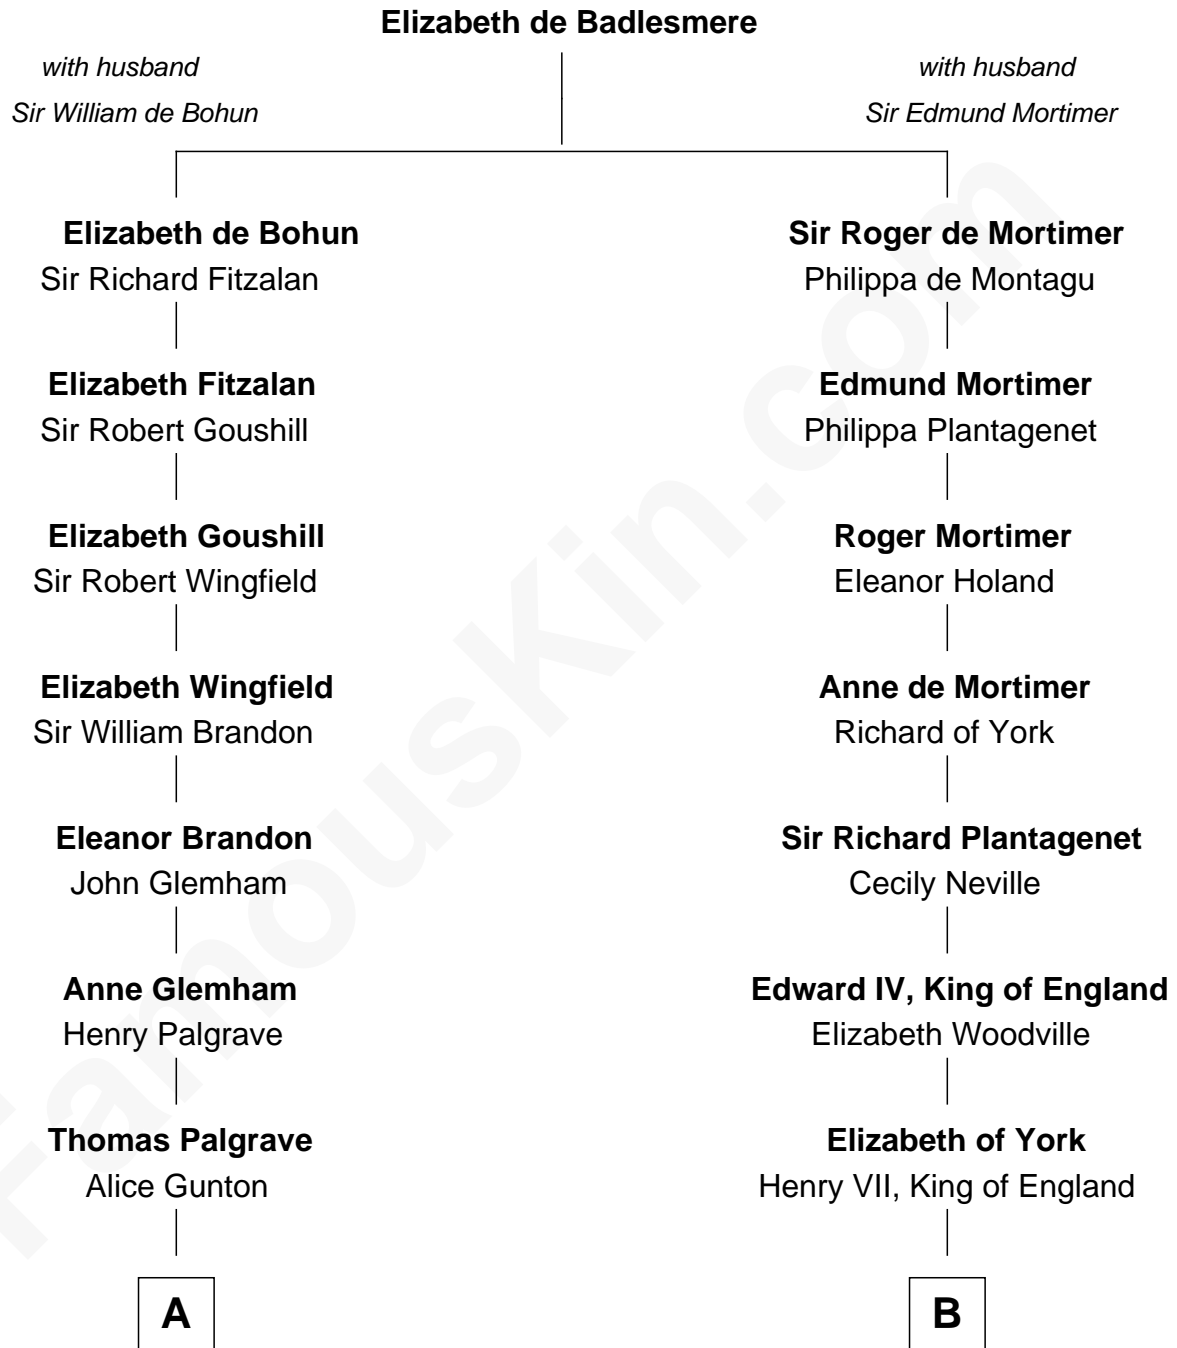 Elizabeth de Badlesmere
with husband
Sir William de Bohun
with husband
Sir Edmund Mortimer
Elizabeth de Bohun
Sir Richard Fitzalan
Sir Roger de Mortimer
Philippa de Montagu
Elizabeth Fitzalan
Sir Robert Goushill
Edmund Mortimer
Philippa Plantagenet
Elizabeth Goushill
Sir Robert Wingfield
Roger Mortimer
Eleanor Holand
Elizabeth Wingfield
Sir William Brandon
Anne de Mortimer
Richard of York
Eleanor Brandon
John Glemham
Sir Richard Plantagenet
Cecily Neville
Anne Glemham
Henry Palgrave
Edward IV, King of England
Elizabeth Woodville
Thomas Palgrave
Alice Gunton
Elizabeth of York
Henry VII, King of England
A
B
FamousKin.com